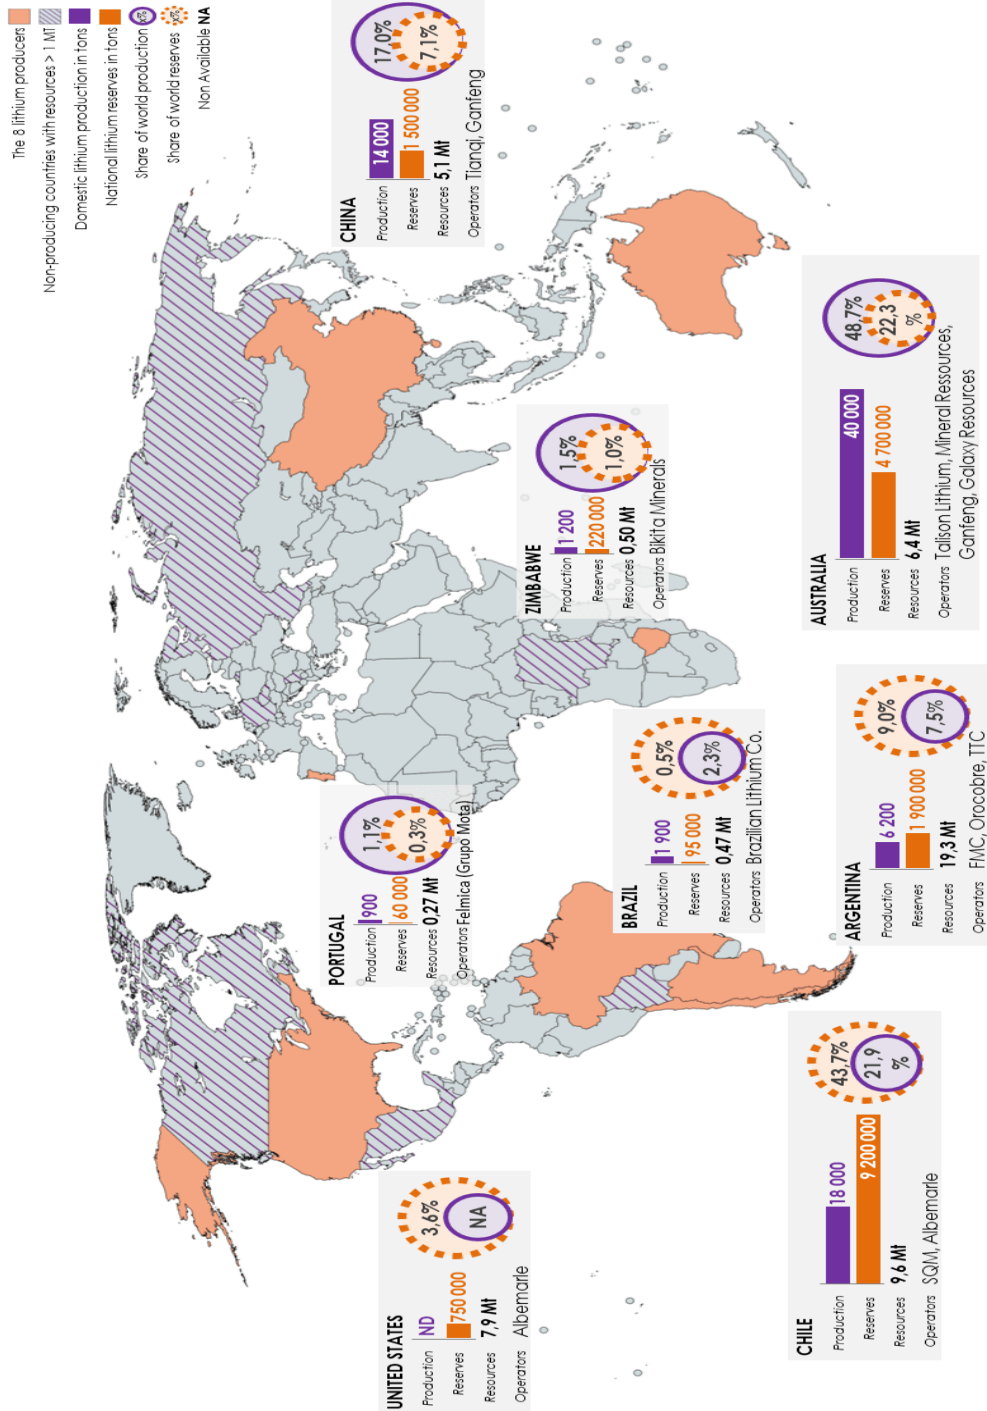 The 8 lithium producers
Non-producing countries with resources > 1 MT
Domestic lithium production in tons
National lithium reserves in tons
x% Share of world production
x% Share of world reserves
Non Available NA
UNITED STATES
Production ND
Reserves 750 000
Resources 7,9 Mt
Operators Albemarle
3,6%
NA
PORTUGAL
Production 900
Reserves 60 000
Resources 0,27 Mt
Operators Felmica (Grupo Mota)
1,1%
0,3%
ZIMBABWE
Production 1 200
Reserves 220 000
Resources 0,50 Mt
Operators Bikita Minerals
1,5%
1,0%
CHINA
Production 14 000
Reserves 1 500 000
Resources 5,1 Mt
Operators Tianqi, Ganfeng
17,0%
7,1%
CHILE
Production 18 000
Reserves 9 200 000
Resources 9,6 Mt
Operators SQM, Albemarle
43,7%
21,9
%
BRAZIL
Production 1 900
Reserves 95 000
Resources 0,47 Mt
Operators Brazilian Lithium Co.
0,5%
2,3%
ARGENTINA
Production 6 200
Reserves 1 900 000
Resources 19,3 Mt
Operators FMC, Orocobre, TTC
9,0%
7,5%
AUSTRALIA
Production 40 000
Reserves 4 700 000
Resources 6,4 Mt
Operators Talison Lithium, Mineral Ressources,
Ganfeng, Galaxy Resources
48,7%
22,3
%